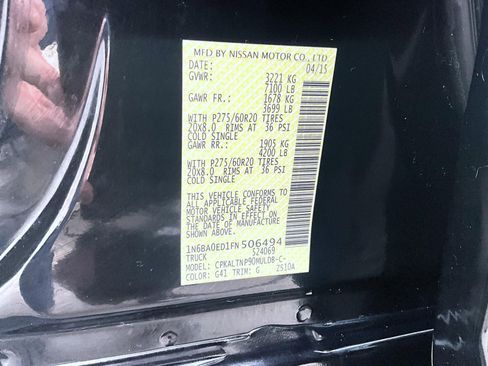 MFD BY NISSAN MOTOR CO., LTD
DATE: 04/15
GVWR: 3221 KG
7100 LB
GAWR FR.: 1678 KG
3699 LB
WITH P275/60R20 TIRES
20x8.0 RIMS AT 36 PSI
COLD SINGLE
GAWR RR.: 1905 KG
4200 LB
WITH P275/60R20 TIRES
20x8.0 RIMS AT 36 PSI
COLD SINGLE
THIS VEHICLE CONFORMS TO
ALL APPLICABLE FEDERAL
MOTOR VEHICLE SAFETY
STANDARDS IN EFFECT ON
THE DATE OF MANUFACTURE
SHOWN ABOVE.
1N6BA0ED1FN506494
TRUCK 524069
MODEL: CPKALTNP90MULDB-C-
COLOR: G41 TRIM: G ZS1DA